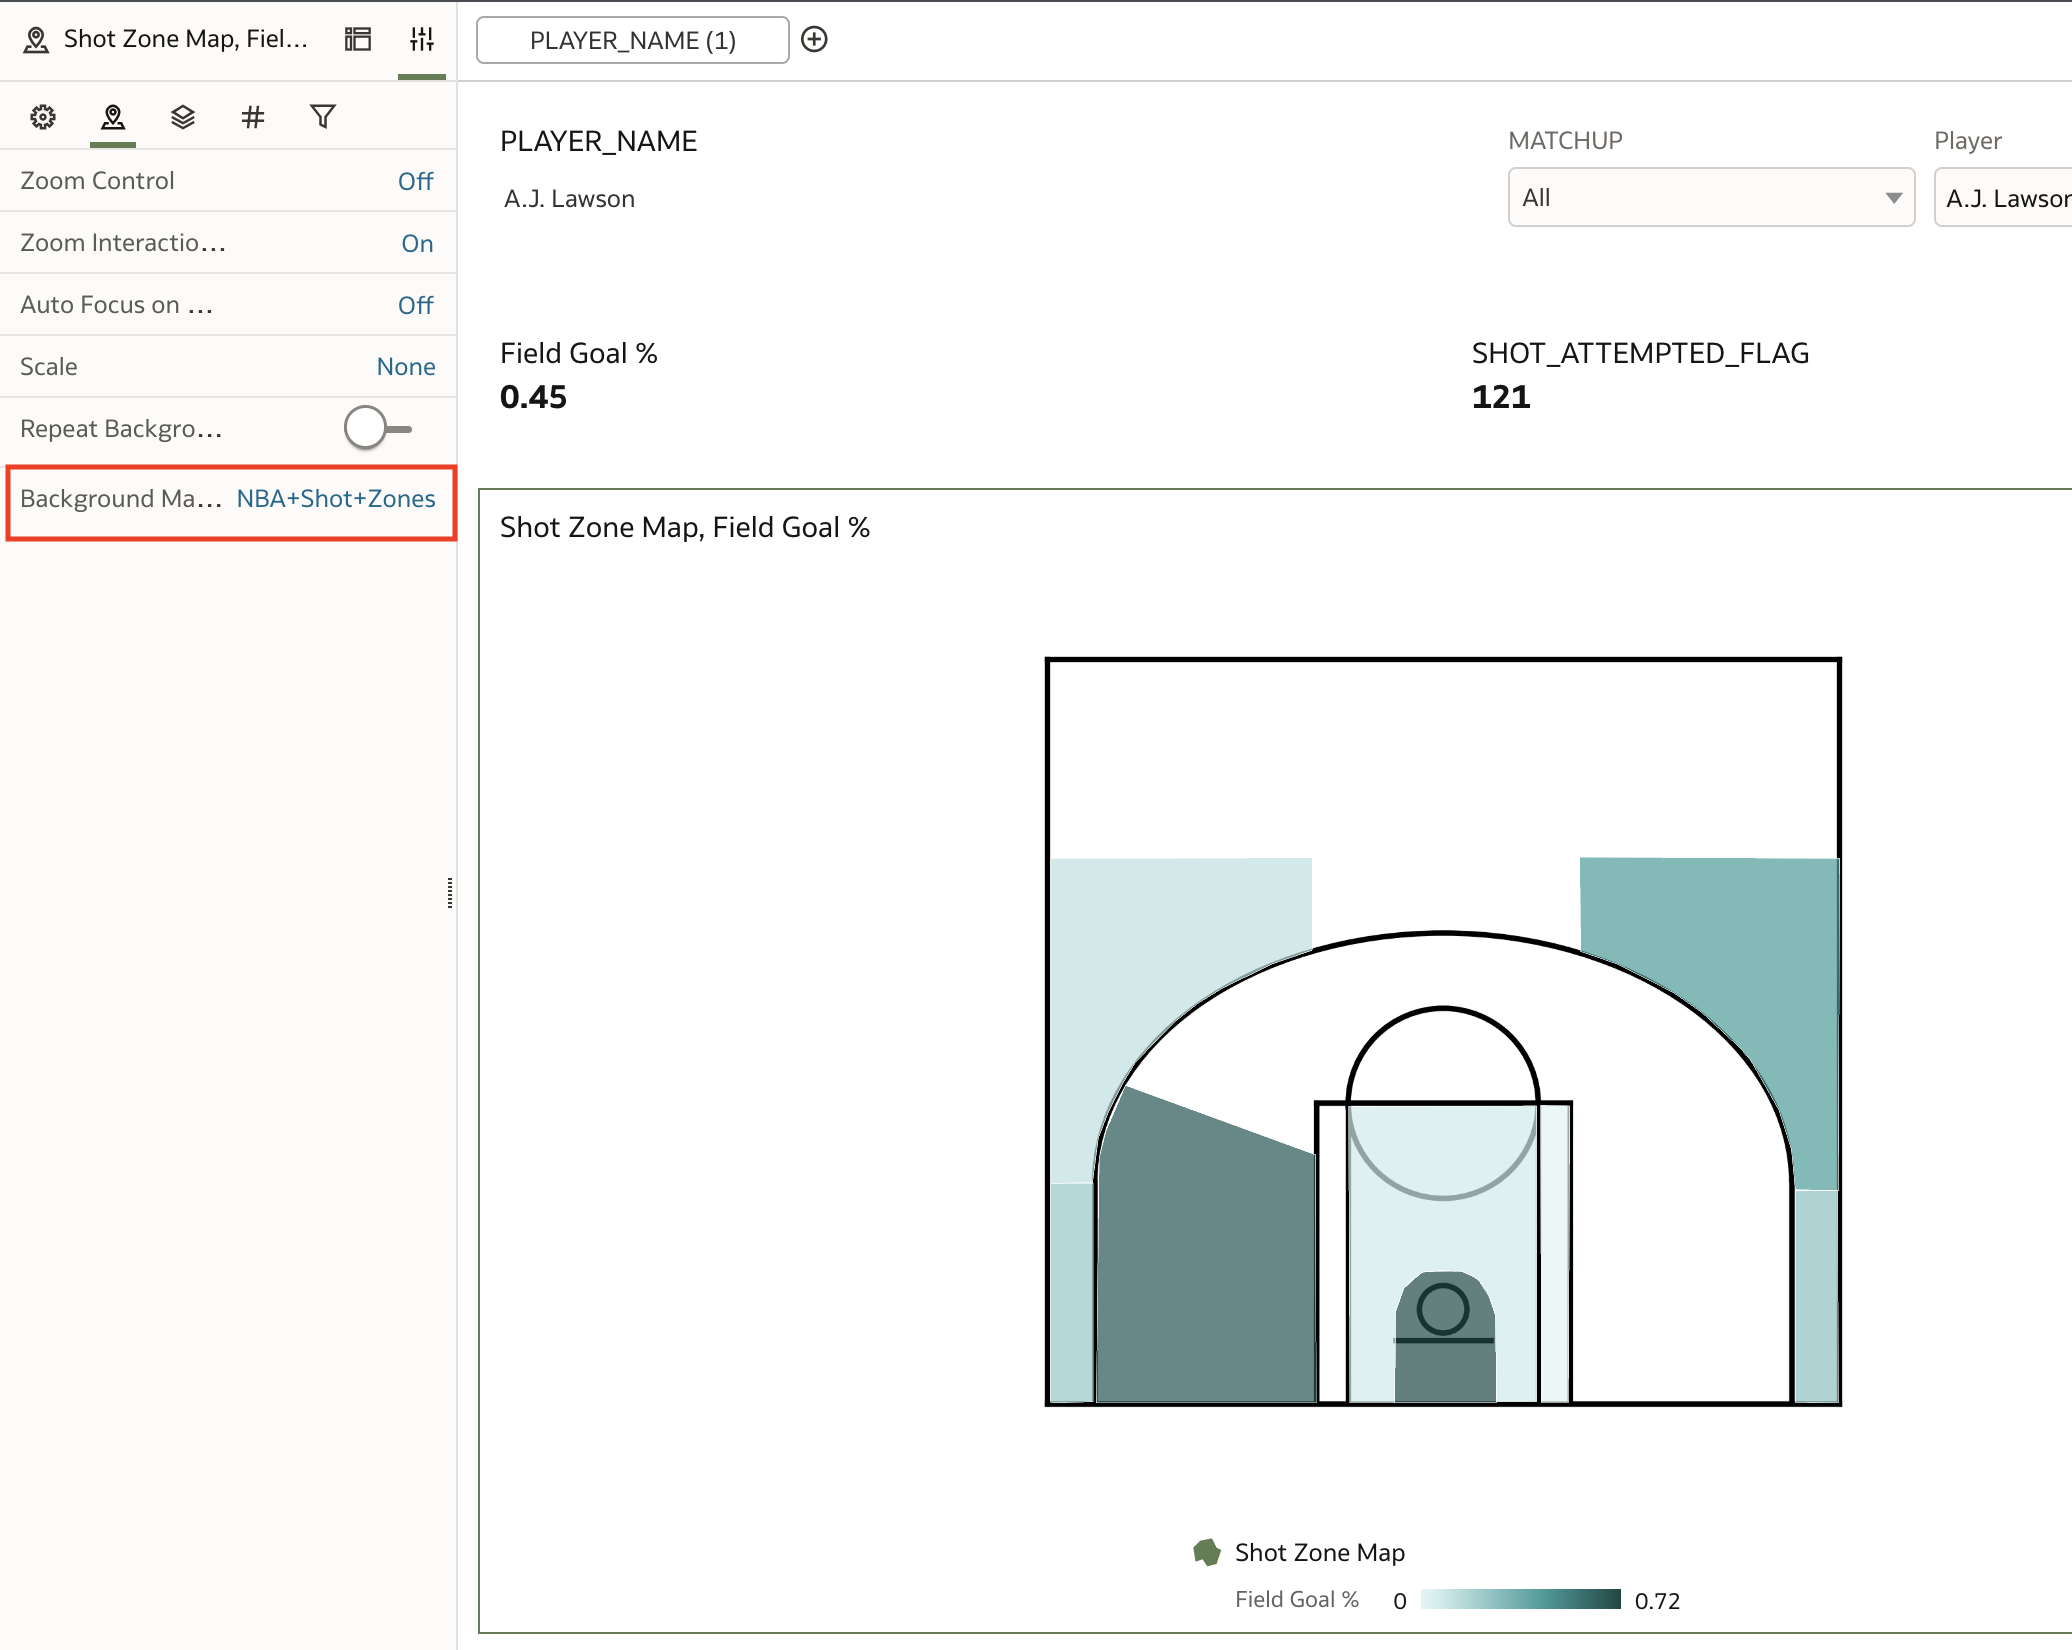 Shot Zone Map, Fiel...
PLAYER_NAME (1)
Zoom Control Off
Zoom Interactio... On
Auto Focus on ... Off
Scale None
Repeat Backgro...
Background Ma... NBA+Shot+Zones
PLAYER_NAME
A.J. Lawson
MATCHUP
All
Player
A.J. Lawson
Field Goal %
0.45
SHOT_ATTEMPTED_FLAG
121
Shot Zone Map, Field Goal %
Shot Zone Map
Field Goal % 0 0.72